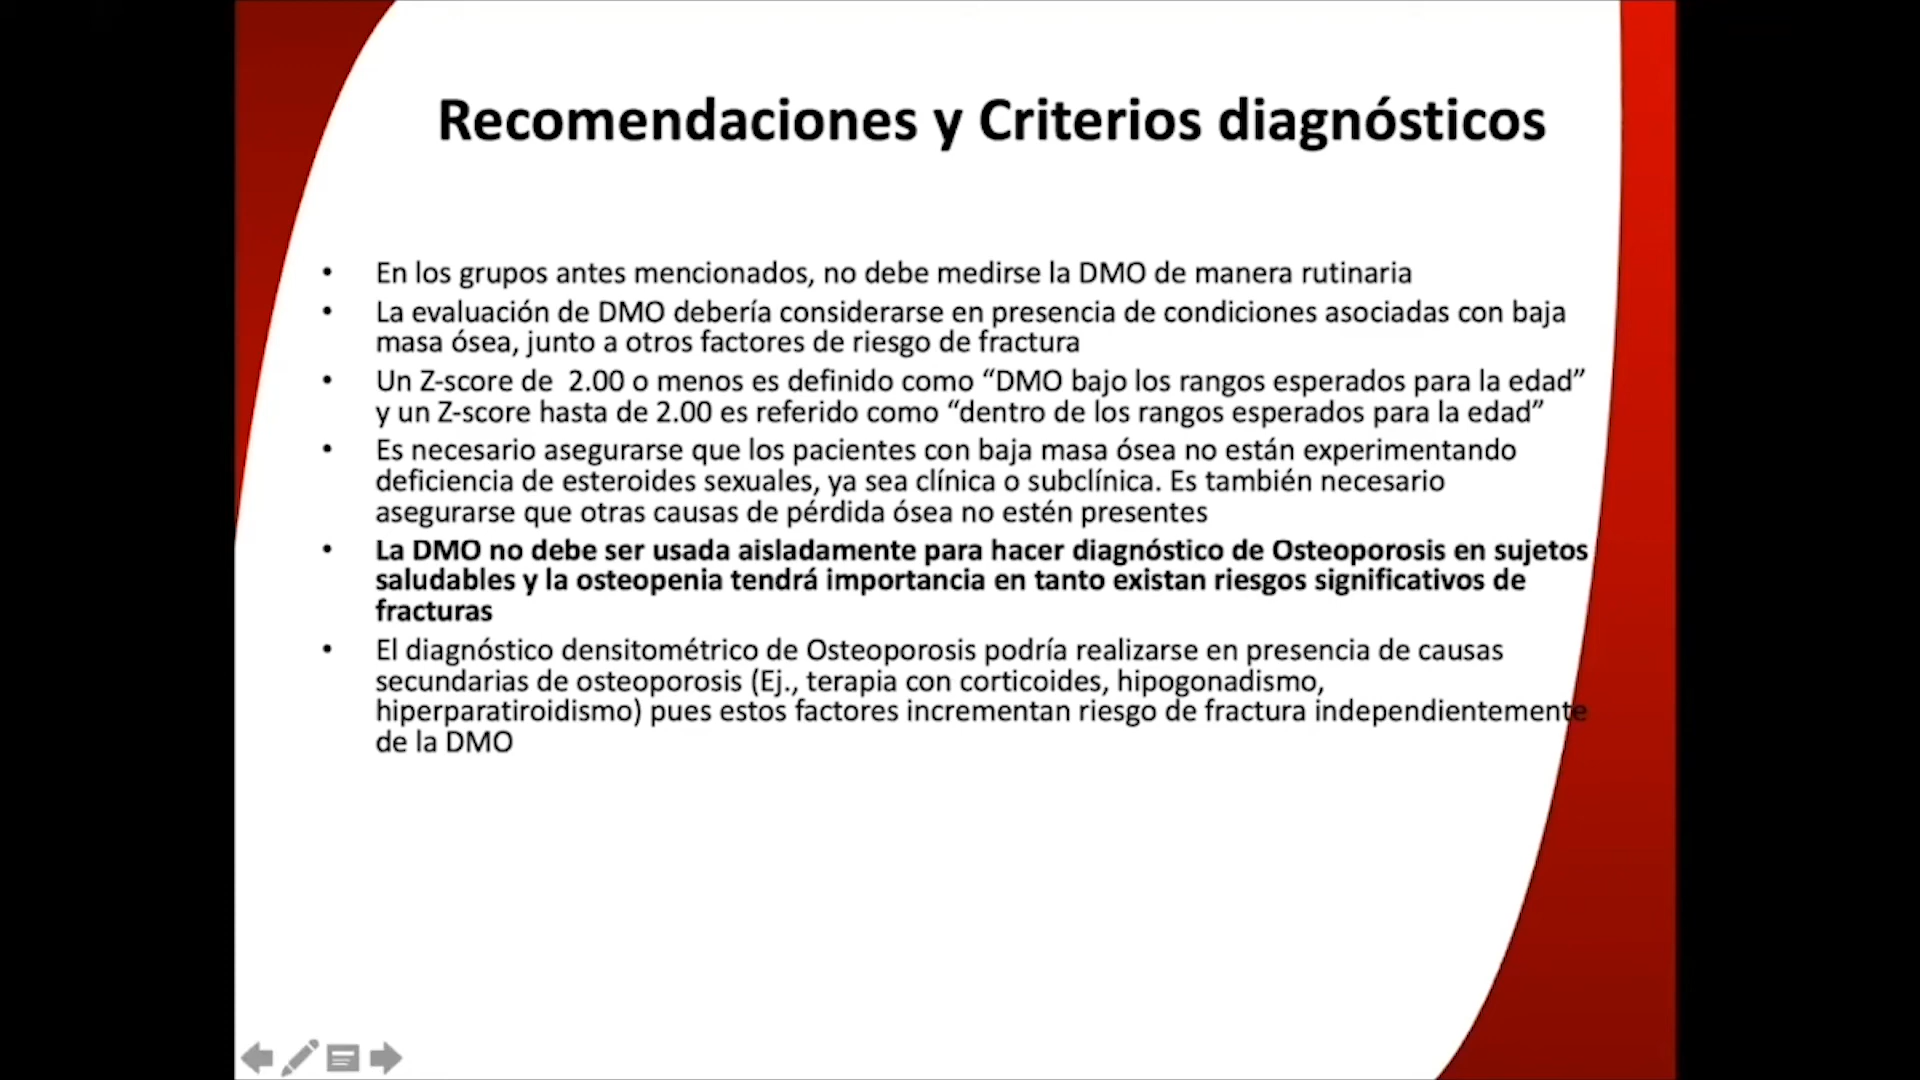 Recomendaciones y Criterios diagnósticos
• En los grupos antes mencionados, no debe medirse la DMO de manera rutinaria
• La evaluación de DMO debería considerarse en presencia de condiciones asociadas con baja
masa ósea, junto a otros factores de riesgo de fractura
• Un Z-score de  2.00 o menos es definido como “DMO bajo los rangos esperados para la edad”
y un Z-score hasta de 2.00 es referido como “dentro de los rangos esperados para la edad”
• Es necesario asegurarse que los pacientes con baja masa ósea no están experimentando
deficiencia de esteroides sexuales, ya sea clínica o subclínica. Es también necesario
asegurarse que otras causas de pérdida ósea no estén presentes
• La DMO no debe ser usada aisladamente para hacer diagnóstico de Osteoporosis en sujetos
saludables y la osteopenia tendrá importancia en tanto existan riesgos significativos de
fracturas
• El diagnóstico densitométrico de Osteoporosis podría realizarse en presencia de causas
secundarias de osteoporosis (Ej., terapia con corticoides, hipogonadismo,
hiperparatiroidismo) pues estos factores incrementan riesgo de fractura independientemente
de la DMO